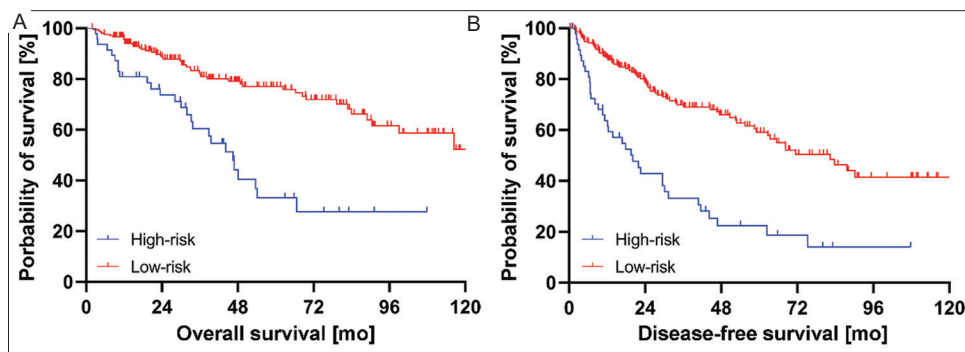 A
Porbability of survival [%]
100
80
60
40
20
0
High-risk
Low-risk
0 24 48 72 96 120
Overall survival [mo]
B
Probability of survival [%]
100
80
60
40
20
0
High-risk
Low-risk
0 24 48 72 96 120
Disease-free survival [mo]